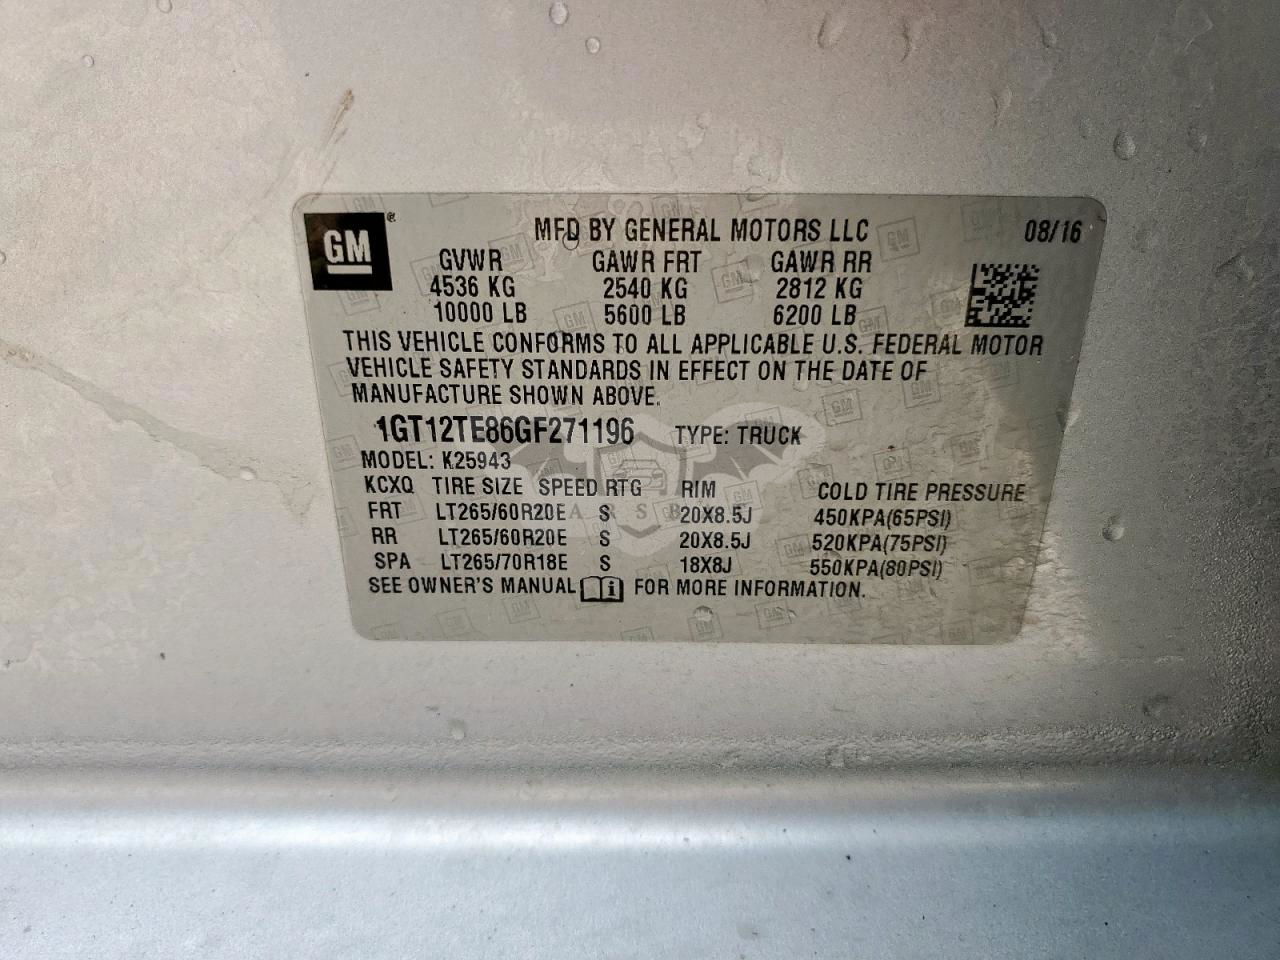 GM®
MFD BY GENERAL MOTORS LLC 08/16
GVWR GAWR FRT GAWR RR
4536 KG 2540 KG 2812 KG
10000 LB 5600 LB 6200 LB
THIS VEHICLE CONFORMS TO ALL APPLICABLE U.S. FEDERAL MOTOR
VEHICLE SAFETY STANDARDS IN EFFECT ON THE DATE OF
MANUFACTURE SHOWN ABOVE.
1GT12TE86GF271196 TYPE: TRUCK
MODEL: K25943
KCXQ TIRE SIZE SPEED RTG RIM COLD TIRE PRESSURE
FRT LT265/60R20E S 20X8.5J 450KPA(65PSI)
RR LT265/60R20E S 20X8.5J 520KPA(75PSI)
SPA LT265/70R18E S 18X8J 550KPA(80PSI)
SEE OWNER'S MANUAL FOR MORE INFORMATION.